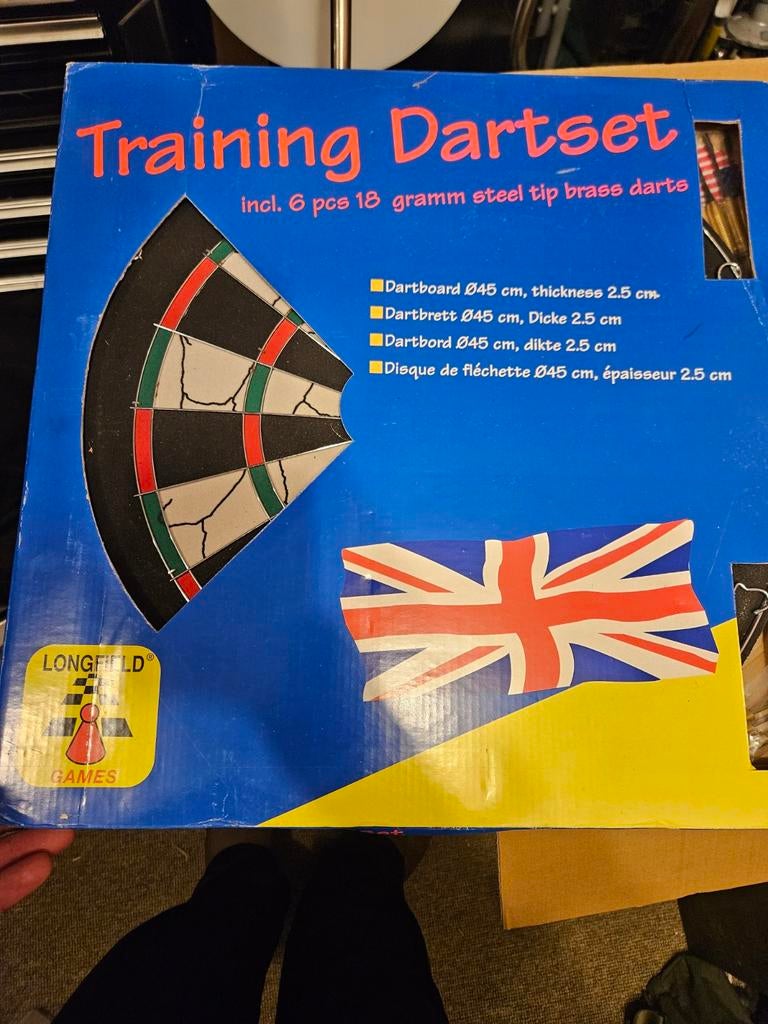 Training Dartset
incl. 6 pcs 18 gramm steel tip brass darts
Dartboard Ø45 cm, thickness 2.5 cm
Dartbrett Ø45 cm, Dicke 2.5 cm
Dartbord Ø45 cm, dikte 2.5 cm
Disque de fléchette Ø45 cm, épaisseur 2.5 cm
LONGFIELD®
GAMES